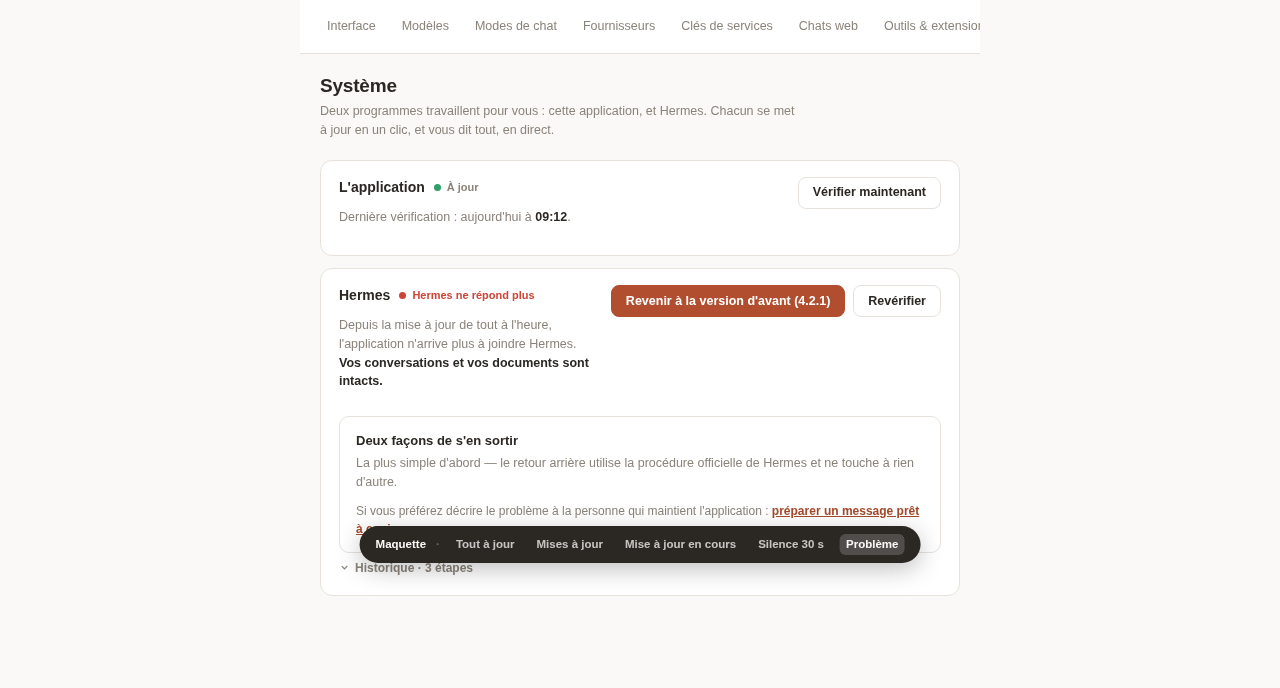 Interface Modèles Modes de chat Fournisseurs Clés de services Chats web Outils &
Système
Deux programmes travaillent pour vous : cette application, et Hermes. Chacun se met
à jour en un clic, et vous dit tout, en direct.
L'application À jour
Vérifier maintenant
Dernière vérification : aujourd'hui à 09:12.
Hermes Hermes ne répond plus
Revenir à la version d'avant (4.2.1) Revérifier
Depuis la mise à jour de tout à l'heure,
l'application n'arrive plus à joindre Hermes.
Vos conversations et vos documents sont
intacts.
Deux façons de s'en sortir
La plus simple d'abord — le retour arrière utilise la procédure officielle de Hermes et ne touche à rien
d'autre.
Si vous préférez décrire le problème à la personne qui maintient l'application : préparer un message prêt
à
Maquette · Tout à jour Mises à jour Mise à jour en cours Silence 30 s Problème
Historique · 3 étapes